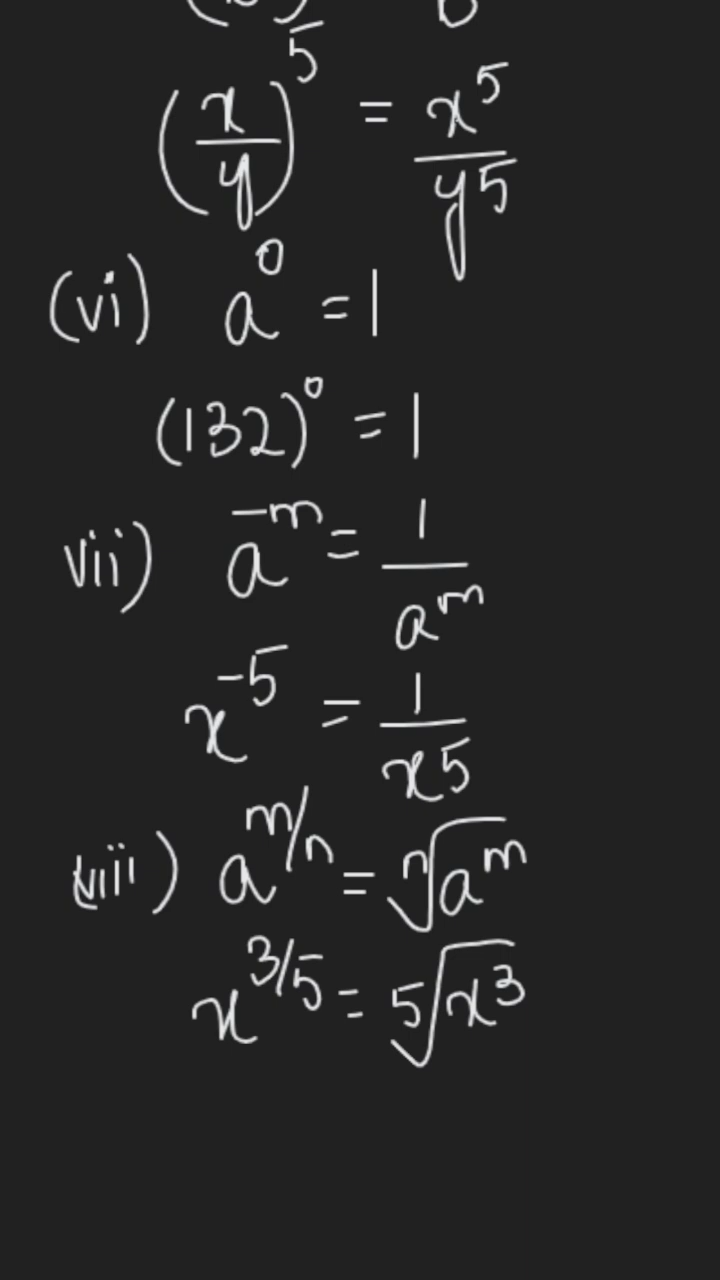 (x/y)^5 = x^5/y^5
(vi) a^0 = 1
(132)^0 = 1
vii) a^-m = 1/a^m
x^-5 = 1/x^5
viii) a^m/n = ⁿ√a^m
x^3/5 = ⁵√x^3